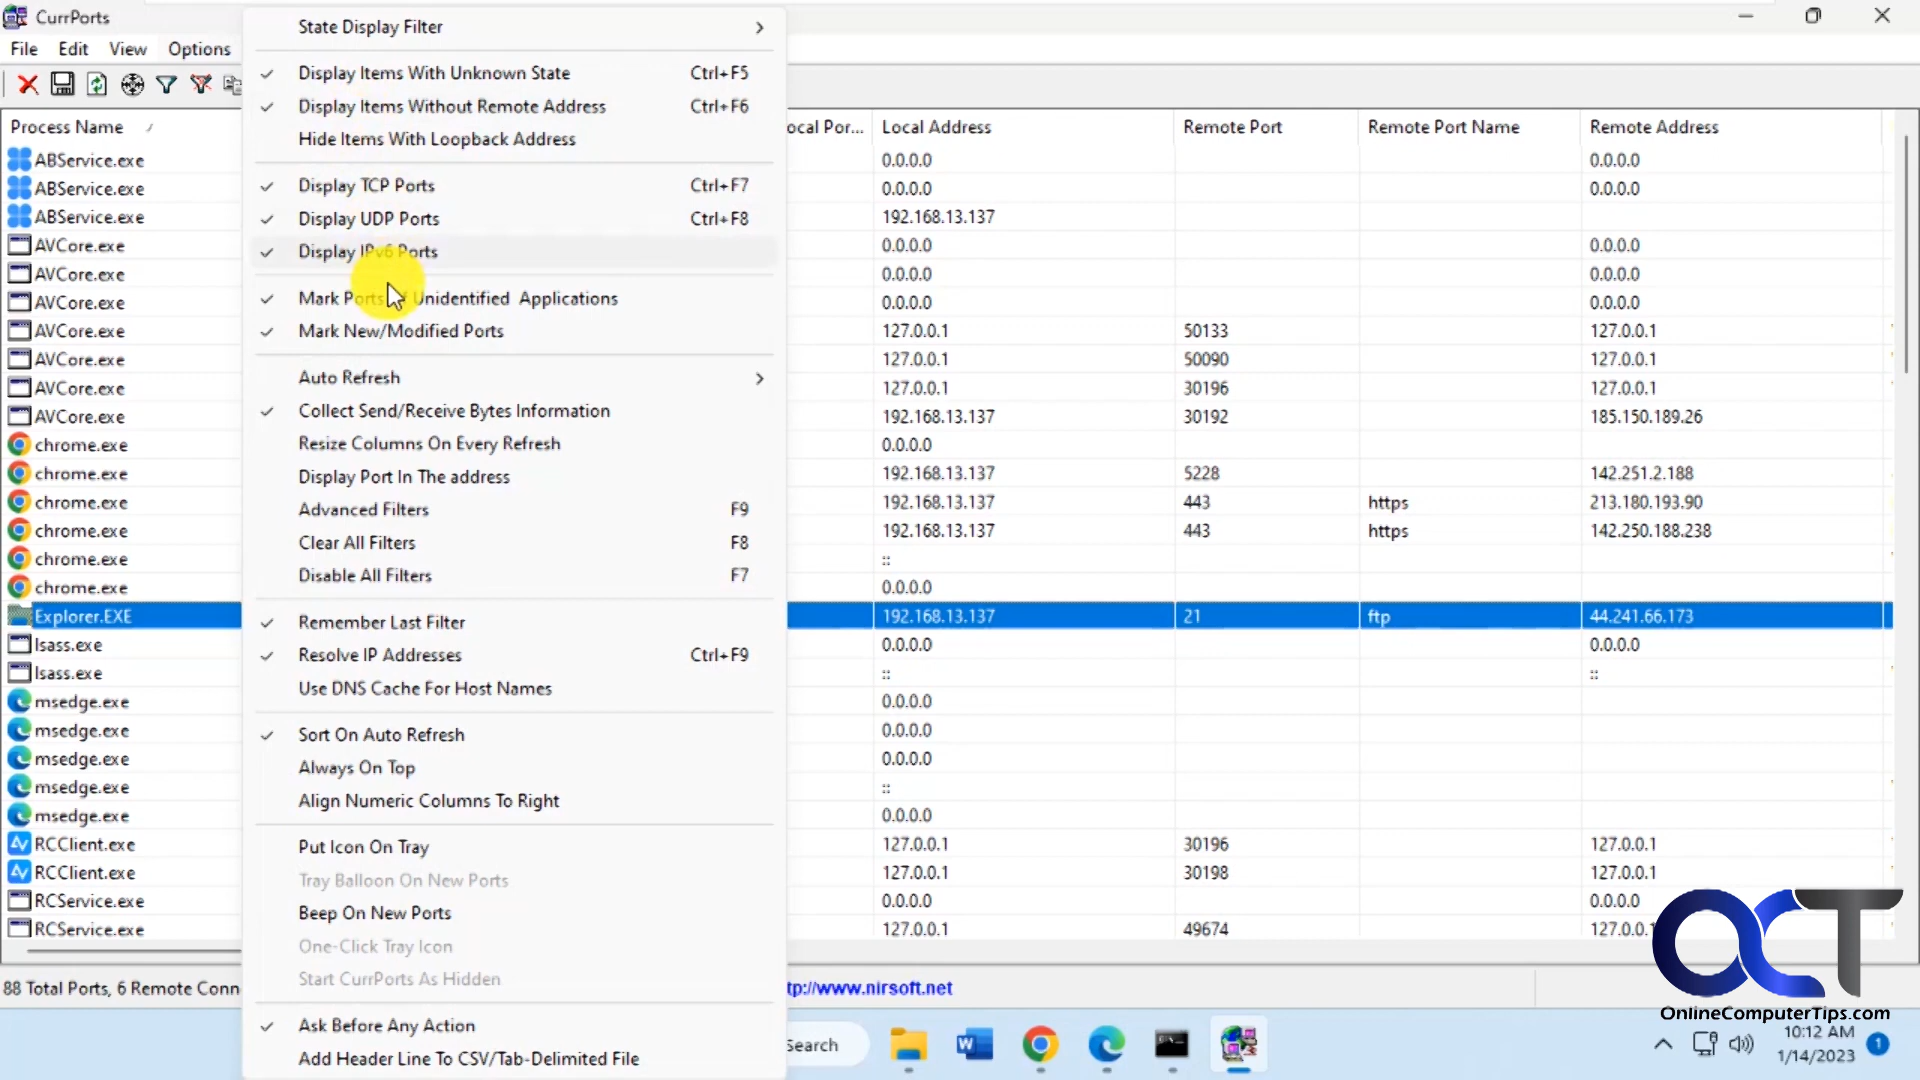 CurrPorts
File Edit View Options
State Display Filter
Display Items With Unknown State Ctrl+F5
Display Items Without Remote Address Ctrl+F6
Hide Items With Loopback Address
Display TCP Ports Ctrl+F7
Display UDP Ports Ctrl+F8
Display IPv6 Ports
Mark Ports Of Unidentified Applications
Mark New/Modified Ports
Auto Refresh
Collect Send/Receive Bytes Information
Resize Columns On Every Refresh
Display Port In The address
Advanced Filters F9
Clear All Filters F8
Disable All Filters F7
Remember Last Filter
Resolve IP Addresses Ctrl+F9
Use DNS Cache For Host Names
Sort On Auto Refresh
Always On Top
Align Numeric Columns To Right
Put Icon On Tray
Tray Balloon On New Ports
Beep On New Ports
One-Click Tray Icon
Start CurrPorts As Hidden
Ask Before Any Action
Add Header Line To CSV/Tab-Delimited File
Process Name ocal Por... Local Address Remote Port Remote Port Name Remote Address
ABService.exe 0.0.0.0 0.0.0.0
ABService.exe 0.0.0.0 0.0.0.0
ABService.exe 192.168.13.137
AVCore.exe 0.0.0.0 0.0.0.0
AVCore.exe 0.0.0.0 0.0.0.0
AVCore.exe 0.0.0.0 0.0.0.0
AVCore.exe 127.0.0.1 50133 127.0.0.1
AVCore.exe 127.0.0.1 50090 127.0.0.1
AVCore.exe 127.0.0.1 30196 127.0.0.1
AVCore.exe 192.168.13.137 30192 185.150.189.26
chrome.exe 0.0.0.0
chrome.exe 192.168.13.137 5228 142.251.2.188
chrome.exe 192.168.13.137 443 https 213.180.193.90
chrome.exe 192.168.13.137 443 https 142.250.188.238
chrome.exe ::
chrome.exe 0.0.0.0
Explorer.EXE 192.168.13.137 21 ftp 44.241.66.173
lsass.exe 0.0.0.0 0.0.0.0
lsass.exe :: ::
msedge.exe 0.0.0.0
msedge.exe 0.0.0.0
msedge.exe 0.0.0.0
msedge.exe ::
msedge.exe 0.0.0.0
RCClient.exe 127.0.0.1 30196 127.0.0.1
RCClient.exe 127.0.0.1 30198 127.0.0.1
RCService.exe 0.0.0.0 0.0.0.0
RCService.exe 127.0.0.1 49674 127.0.0.1
88 Total Ports, 6 Remote Conn tp://www.nirsoft.net
OCT
OnlineComputerTips.com
Search
10:12 AM
1/14/2023 1